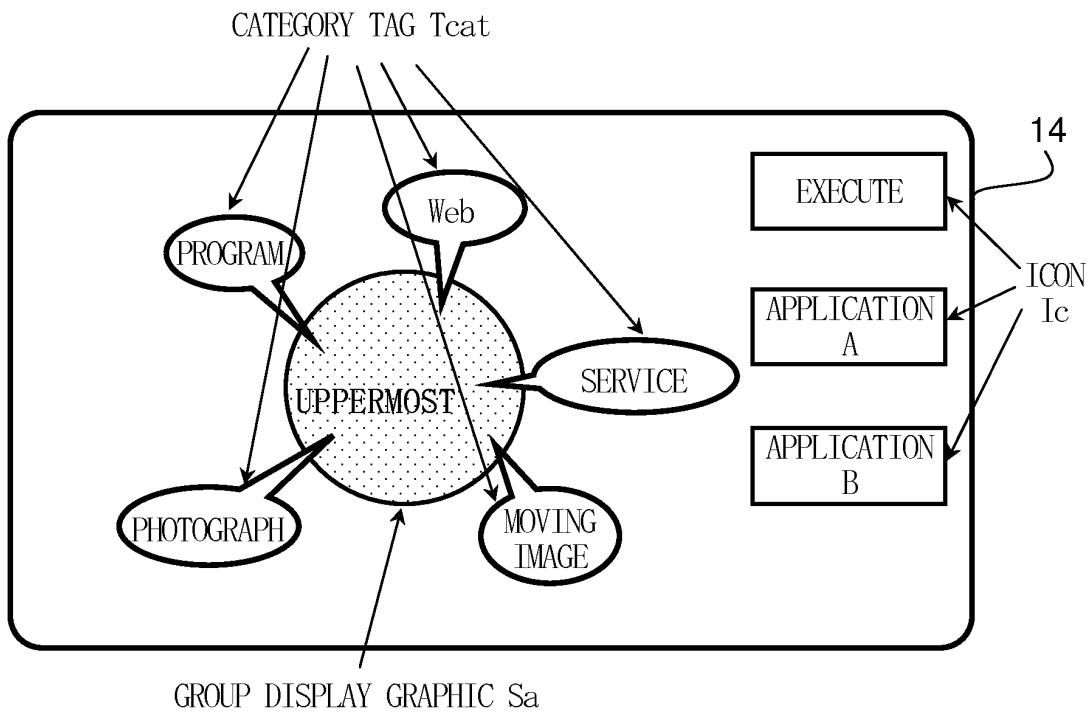 CATEGORY TAG Tcat
14
EXECUTE
Web
PROGRAM
ICON
Ic
APPLICATION
A
SERVICE
UPPERMOST
APPLICATION
B
PHOTOGRAPH
MOVING
IMAGE
GROUP DISPLAY GRAPHIC Sa